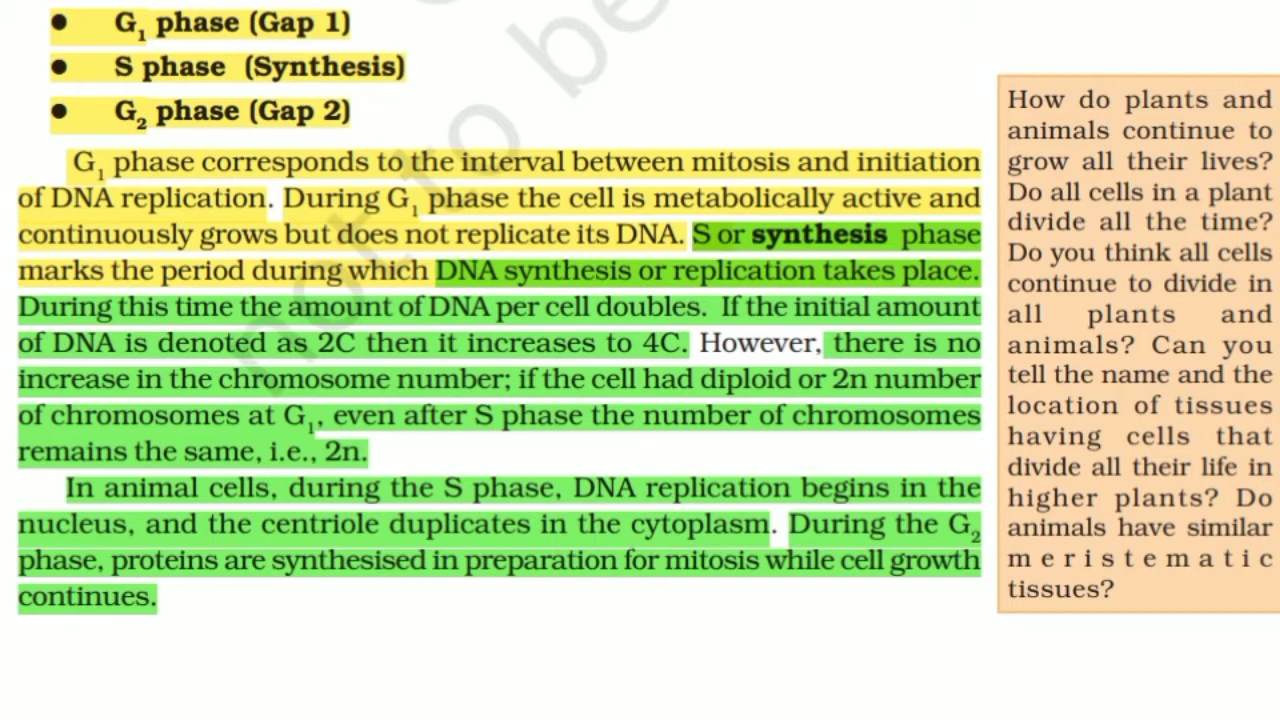 ● G₁ phase (Gap 1)
● S phase (Synthesis)
● G₂ phase (Gap 2)
G₁ phase corresponds to the interval between mitosis and initiation
of DNA replication. During G₁ phase the cell is metabolically active and
continuously grows but does not replicate its DNA. S or synthesis phase
marks the period during which DNA synthesis or replication takes place.
During this time the amount of DNA per cell doubles. If the initial amount
of DNA is denoted as 2C then it increases to 4C. However, there is no
increase in the chromosome number; if the cell had diploid or 2n number
of chromosomes at G₁, even after S phase the number of chromosomes
remains the same, i.e., 2n.
In animal cells, during the S phase, DNA replication begins in the
nucleus, and the centriole duplicates in the cytoplasm. During the G₂
phase, proteins are synthesised in preparation for mitosis while cell growth
continues.
How do plants and
animals continue to
grow all their lives?
Do all cells in a plant
divide all the time?
Do you think all cells
continue to divide in
all plants and
animals? Can you
tell the name and the
location of tissues
having cells that
divide all their life in
higher plants? Do
animals have similar
meristematic
tissues?
not to be